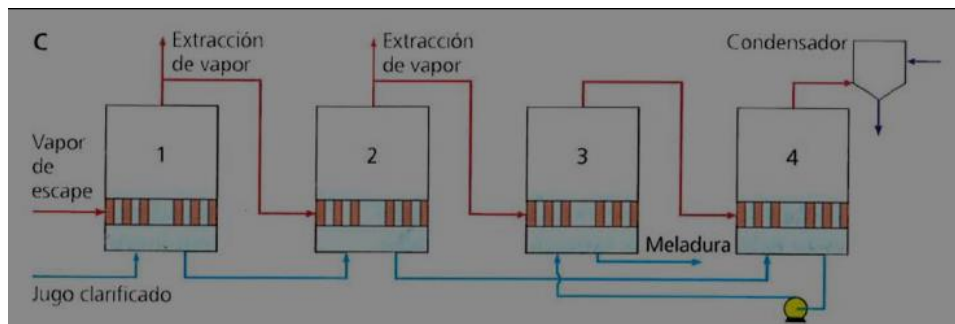 C
Extracción
de vapor
Extracción
de vapor
Condensador
Vapor
de
escape
1
2
3
4
Meladura
Jugo clarificado